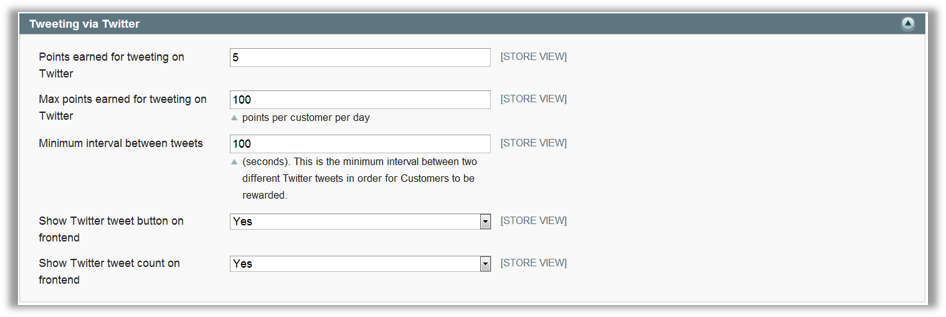 Tweeting via Twitter
Points earned for tweeting on
Twitter
5
[STORE VIEW]
Max points earned for tweeting on
Twitter
100
[STORE VIEW]
points per customer per day
Minimum interval between tweets
100
[STORE VIEW]
(seconds). This is the minimum interval between two
different Twitter tweets in order for Customers to be
rewarded.
Show Twitter tweet button on
frontend
Yes
[STORE VIEW]
Show Twitter tweet count on
frontend
Yes
[STORE VIEW]